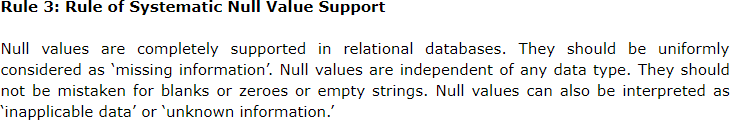 Rule 3: Rule of Systematic Null Value Support
Null values are completely supported in relational databases. They should be uniformly
considered as ‘missing information’. Null values are independent of any data type. They should
not be mistaken for blanks or zeroes or empty strings. Null values can also be interpreted as
‘inapplicable data’ or ‘unknown information.’